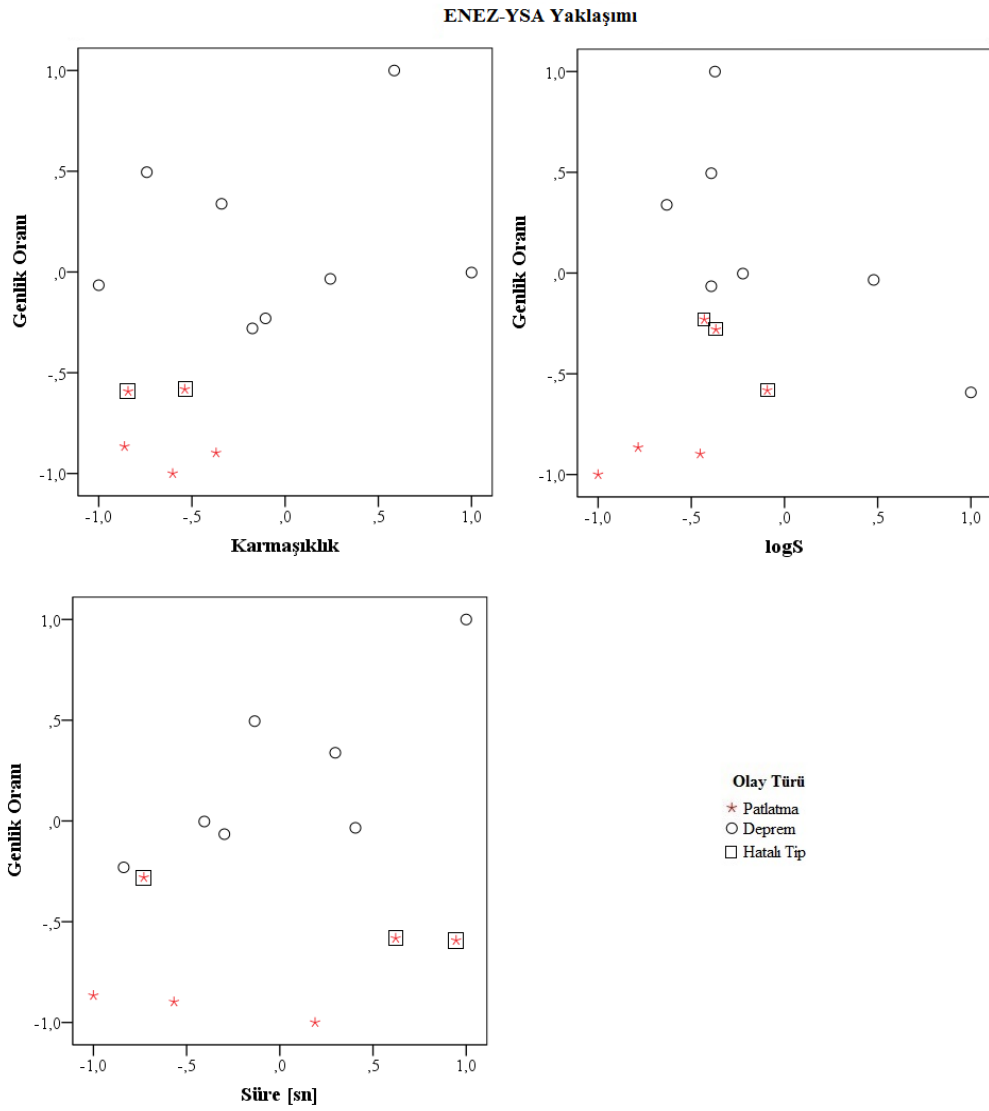 ENEZ-YSA Yaklaşımı
Genlik Oranı
1,0
,5
,0
-,5
-1,0
-1,0 -,5 ,0 ,5 1,0
Karmaşıklık
Genlik Oranı
1,0
,5
,0
-,5
-1,0
-1,0 -,5 ,0 ,5 1,0
logS
Genlik Oranı
1,0
,5
,0
-,5
-1,0
-1,0 -,5 ,0 ,5 1,0
Süre [sn]
Olay Türü
Patlatma
Deprem
Hatalı Tip